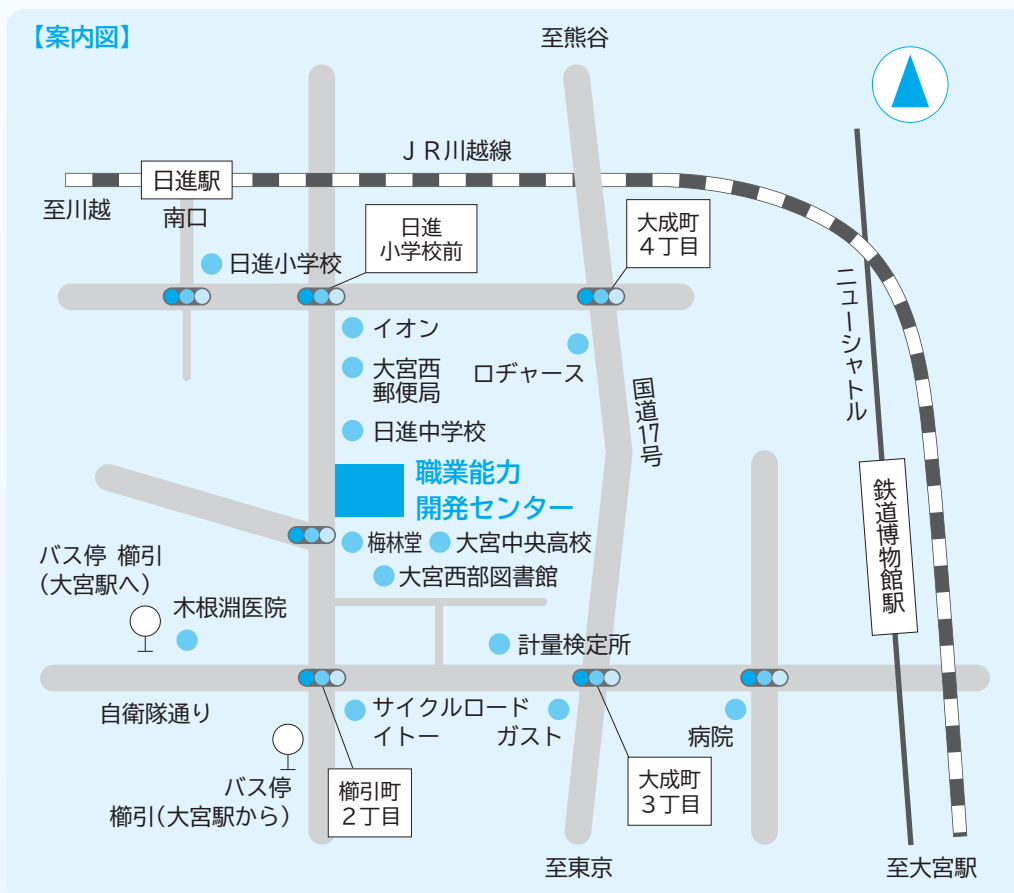 【案内図】
至熊谷
ＪＲ川越線
日進駅
至川越
南口
日進
小学校前
大成町
４丁目
日進小学校
ニューシャトル
イオン
大宮西
郵便局
ロヂャース
国道17号
日進中学校
職業能力
開発センター
鉄道博物館駅
梅林堂
大宮中央高校
バス停 櫛引
（大宮駅へ）
大宮西部図書館
木根淵医院
計量検定所
自衛隊通り
サイクルロード
イトー
ガスト
病院
バス停
櫛引（大宮駅から）
櫛引町
２丁目
大成町
３丁目
至東京
至大宮駅